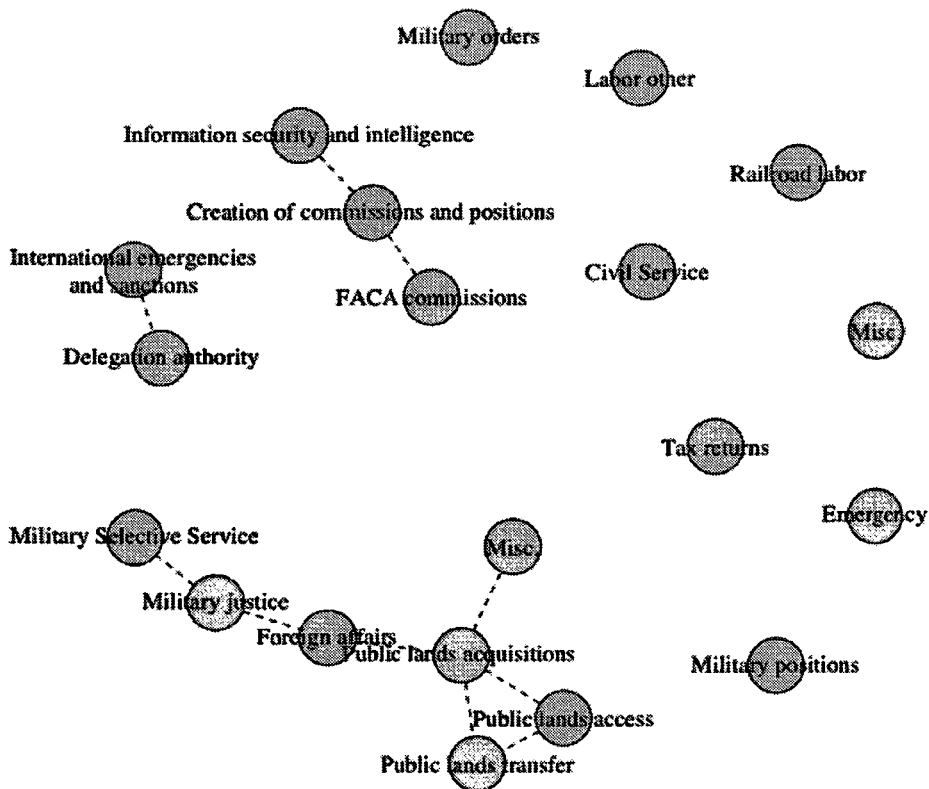 Military orders
Labor other
Information security and intelligence
Railroad labor
Creation of commissions and positions
International emergencies
and sanctions
Civil Service
FACA commissions
Misc.
Delegation authority
Tax returns
Emergency
Military Selective Service
Misc.
Military justice
Foreign affairs
Public lands acquisitions
Military positions
Public lands access
Public lands transfer